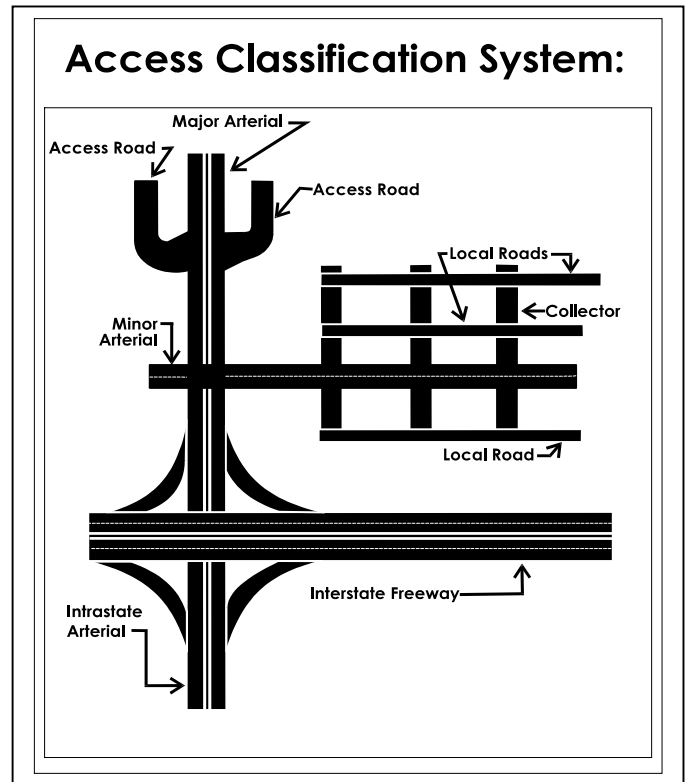 Access Classification System:
Major Arterial
Access Road
Access Road
Local Roads
Collector
Minor
Arterial
Local Road
Interstate Freeway
Intrastate
Arterial